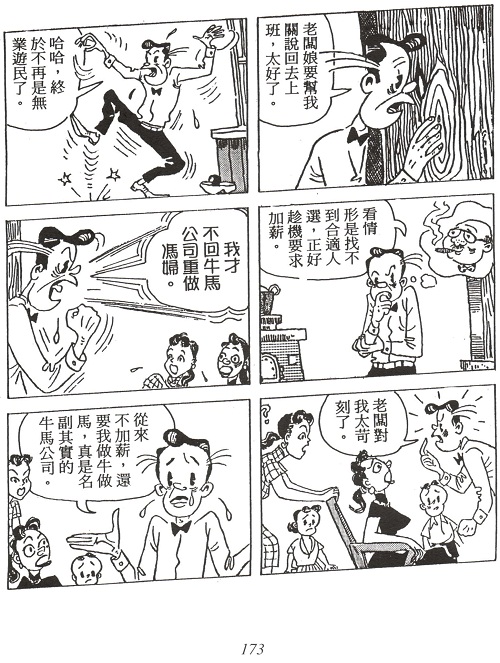 老闆娘要幫我
關說回去上
班，太好了。
哈哈，終
於不再是無
業遊民了。
看情
形是找不
到合適人
選，正好
趁機要求
加薪。
我才
不回牛馬
公司重做
馮婦。
老闆對
我太苛
刻了。
從來
不加薪，還
要我做牛做
馬，真是名
副其實的
牛馬公司。
173